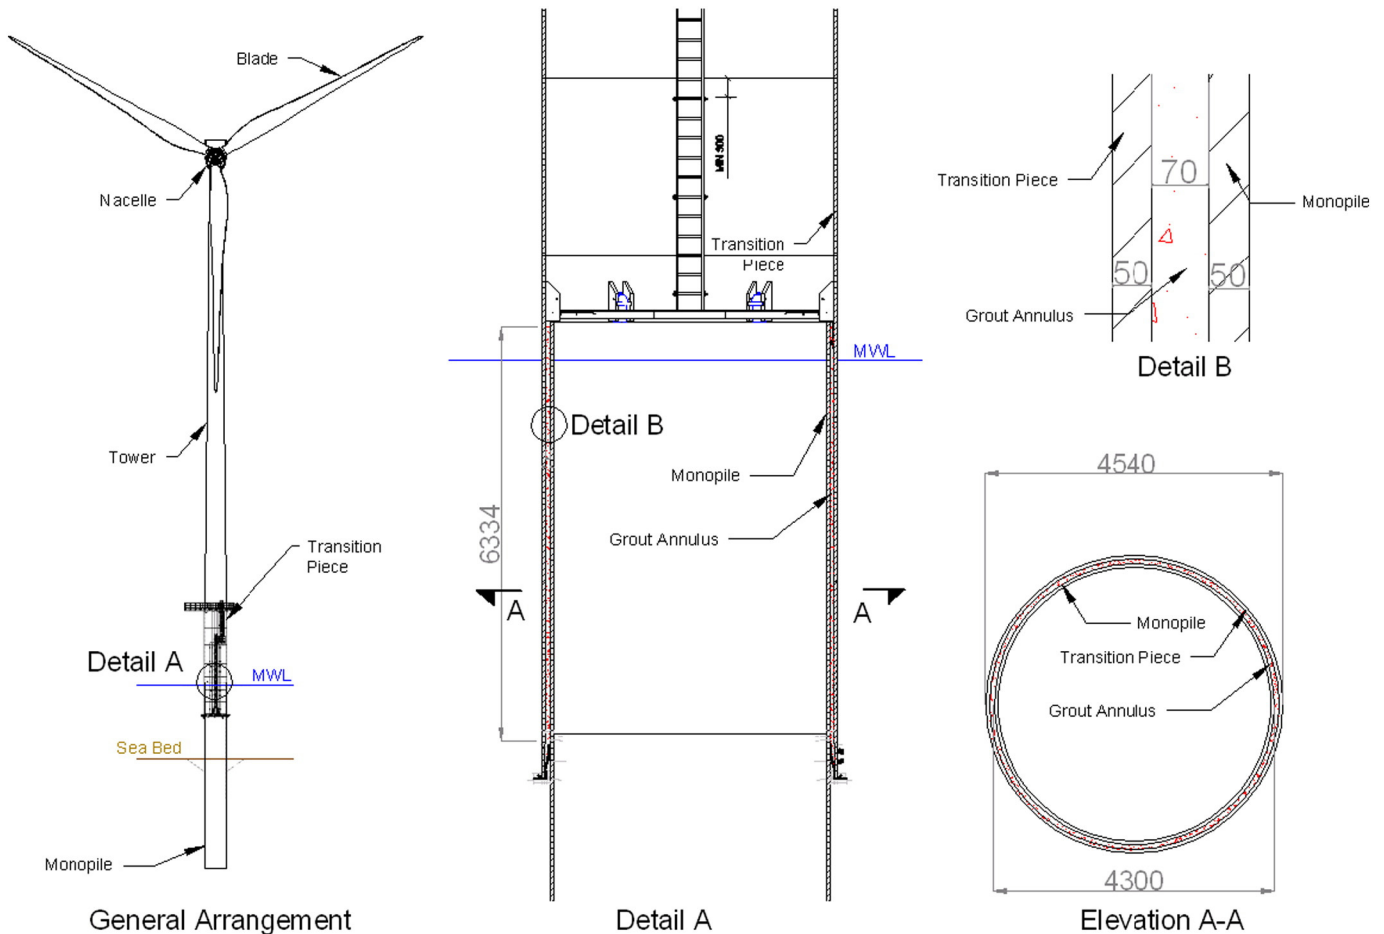 Blade
Nacelle
Tower
Transition
Piece
Detail A
MWL
Sea Bed
Monopile
General Arrangement
MIN 300
Transition
Piece
MWL
Detail B
Monopile
Grout Annulus
6334
A
A
Detail A
70
Transition Piece
Monopile
50
50
Grout Annulus
Detail B
4540
Monopile
Transition Piece
Grout Annulus
4300
Elevation A-A